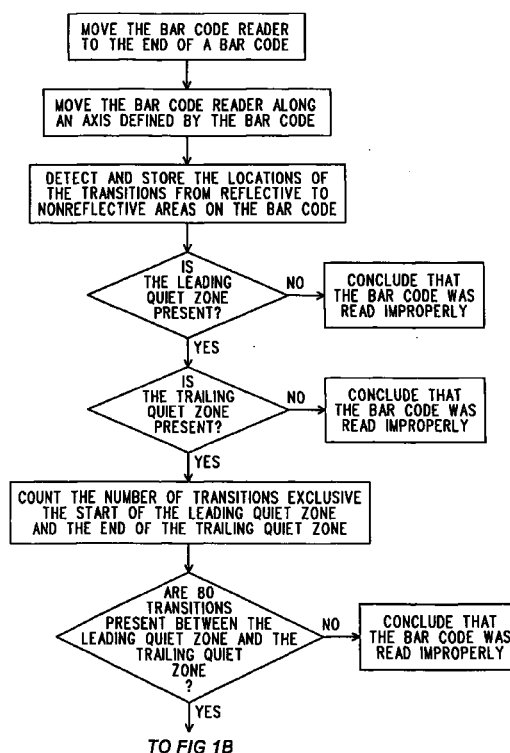 MOVE THE BAR CODE READER
TO THE END OF A BAR CODE
MOVE THE BAR CODE READER ALONG
AN AXIS DEFINED BY THE BAR CODE
DETECT AND STORE THE LOCATIONS OF
THE TRANSITIONS FROM REFLECTIVE TO
NONREFLECTIVE AREAS ON THE BAR CODE
IS
THE LEADING
QUIET ZONE
PRESENT?
NO
CONCLUDE THAT
THE BAR CODE WAS
READ IMPROPERLY
YES
IS
THE TRAILING
QUIET ZONE
PRESENT?
NO
CONCLUDE THAT
THE BAR CODE WAS
READ IMPROPERLY
YES
COUNT THE NUMBER OF TRANSITIONS EXCLUSIVE
THE START OF THE LEADING QUIET ZONE
AND THE END OF THE TRAILING QUIET ZONE
ARE 80
TRANSITIONS
PRESENT BETWEEN THE
LEADING QUIET ZONE AND THE
TRAILING QUIET
ZONE
?
NO
CONCLUDE THAT
THE BAR CODE WAS
READ IMPROPERLY
YES
TO FIG 1B